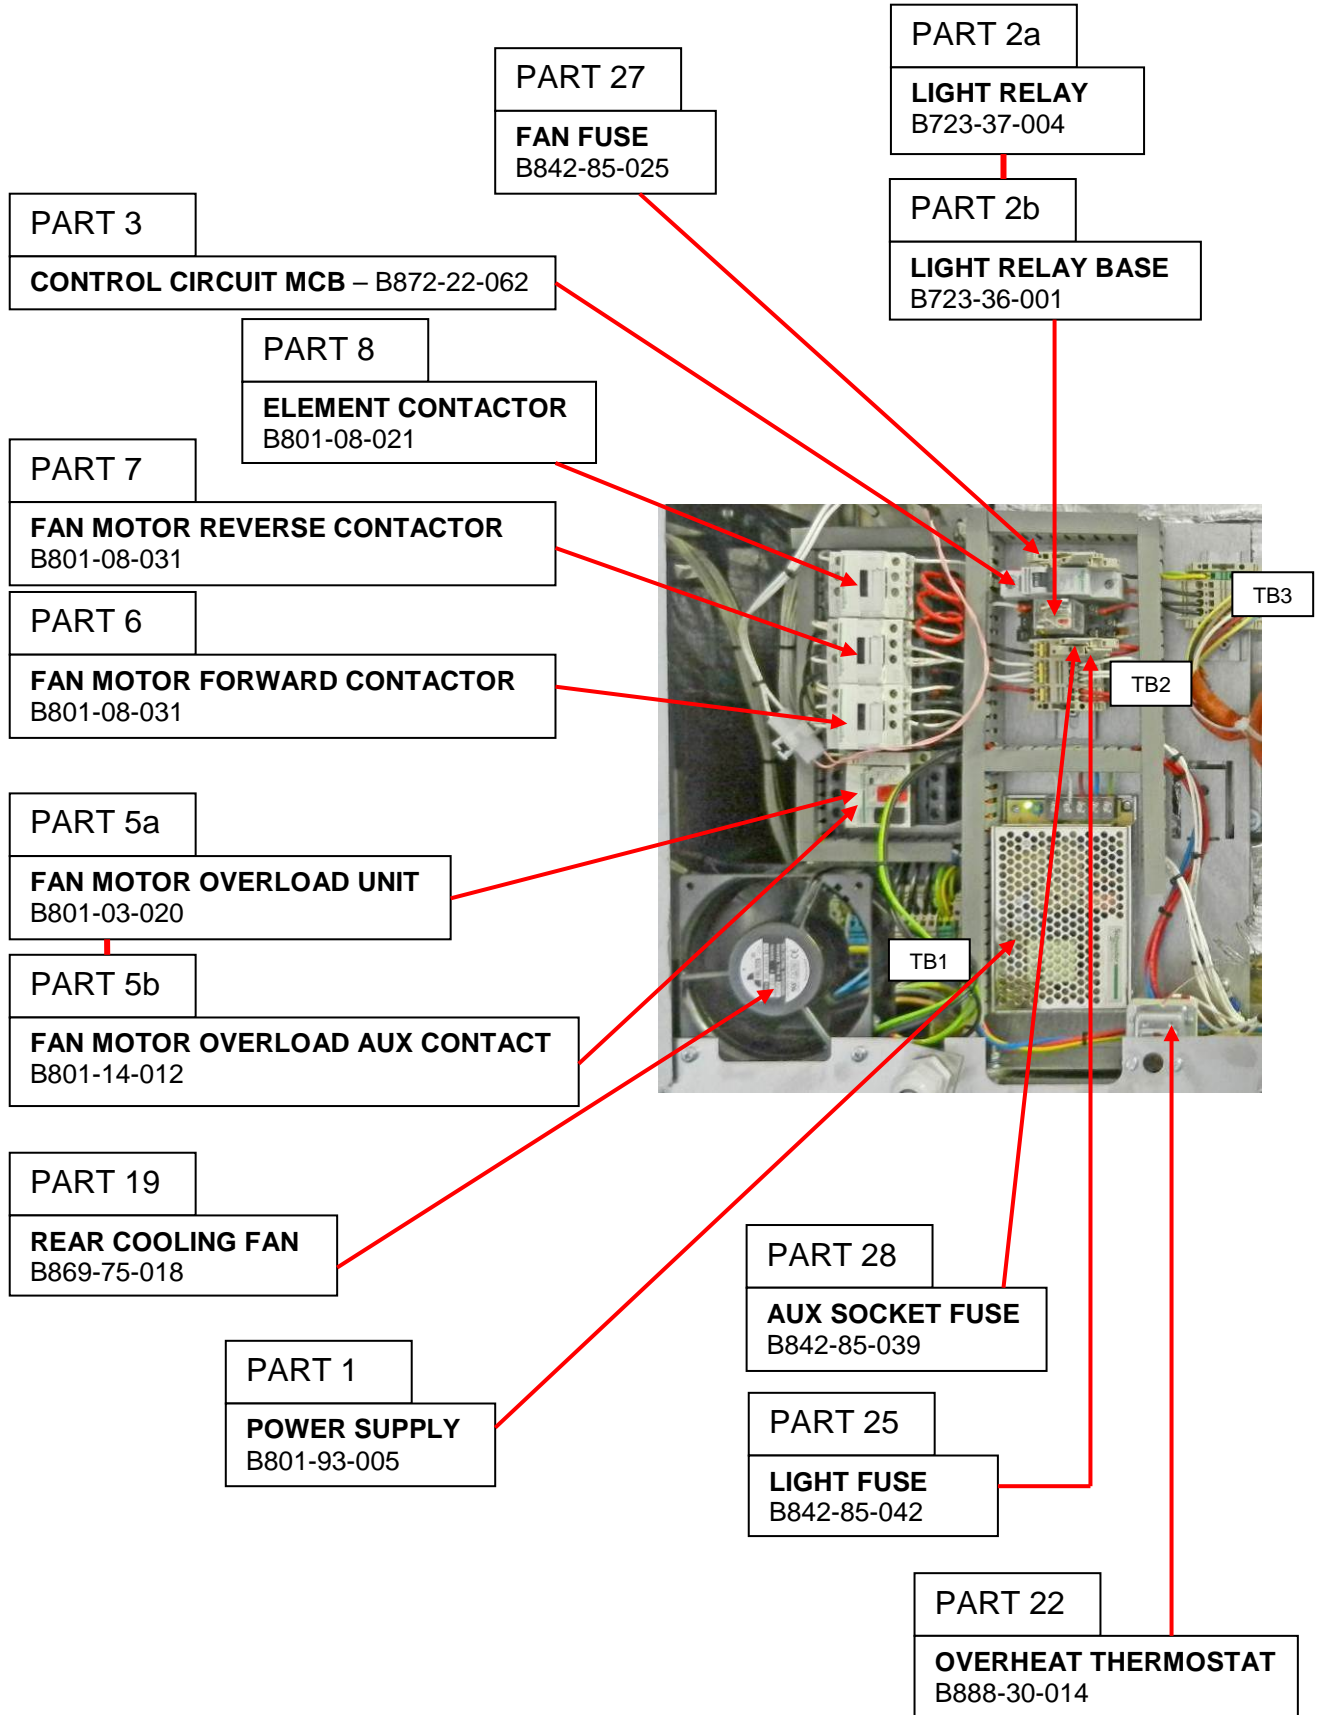 PART 2a
LIGHT RELAY
B723-37-004
PART 27
FAN FUSE
B842-85-025
PART 2b
LIGHT RELAY BASE
B723-36-001
PART 3
CONTROL CIRCUIT MCB – B872-22-062
PART 8
ELEMENT CONTACTOR
B801-08-021
PART 7
FAN MOTOR REVERSE CONTACTOR
B801-08-031
PART 6
FAN MOTOR FORWARD CONTACTOR
B801-08-031
TB3
TB2
PART 5a
FAN MOTOR OVERLOAD UNIT
B801-03-020
TB1
PART 5b
FAN MOTOR OVERLOAD AUX CONTACT
B801-14-012
PART 19
REAR COOLING FAN
B869-75-018
PART 28
AUX SOCKET FUSE
B842-85-039
PART 1
POWER SUPPLY
B801-93-005
PART 25
LIGHT FUSE
B842-85-042
PART 22
OVERHEAT THERMOSTAT
B888-30-014